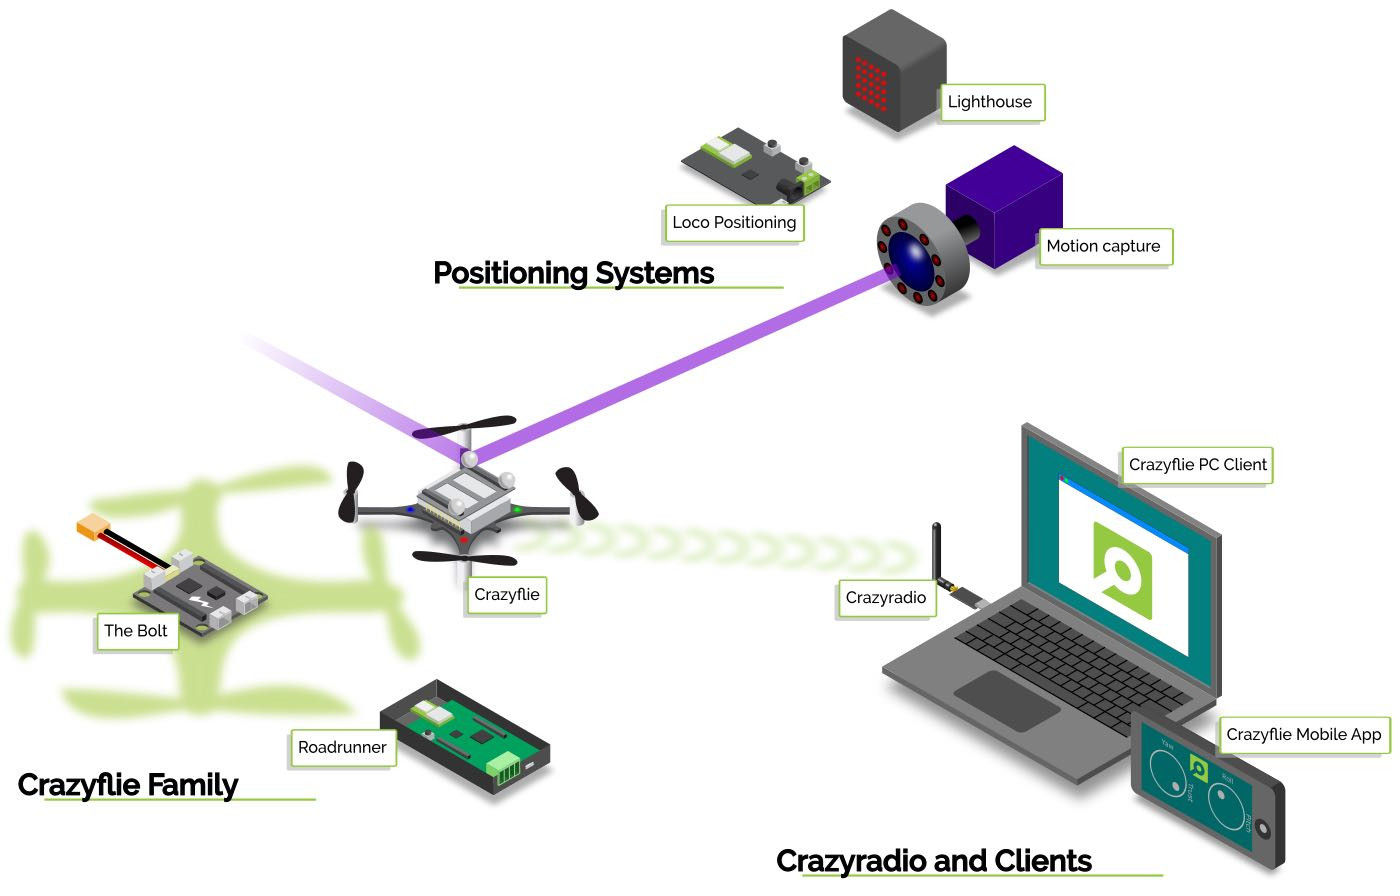 Lighthouse
Loco Positioning
Motion capture
Positioning Systems
Crazyflie PC Client
Crazyflie
Crazyradio
The Bolt
Roadrunner
Crazyflie Mobile App
Yaw
Roll
Trust
Pitch
Crazyflie Family
Crazyradio and Clients